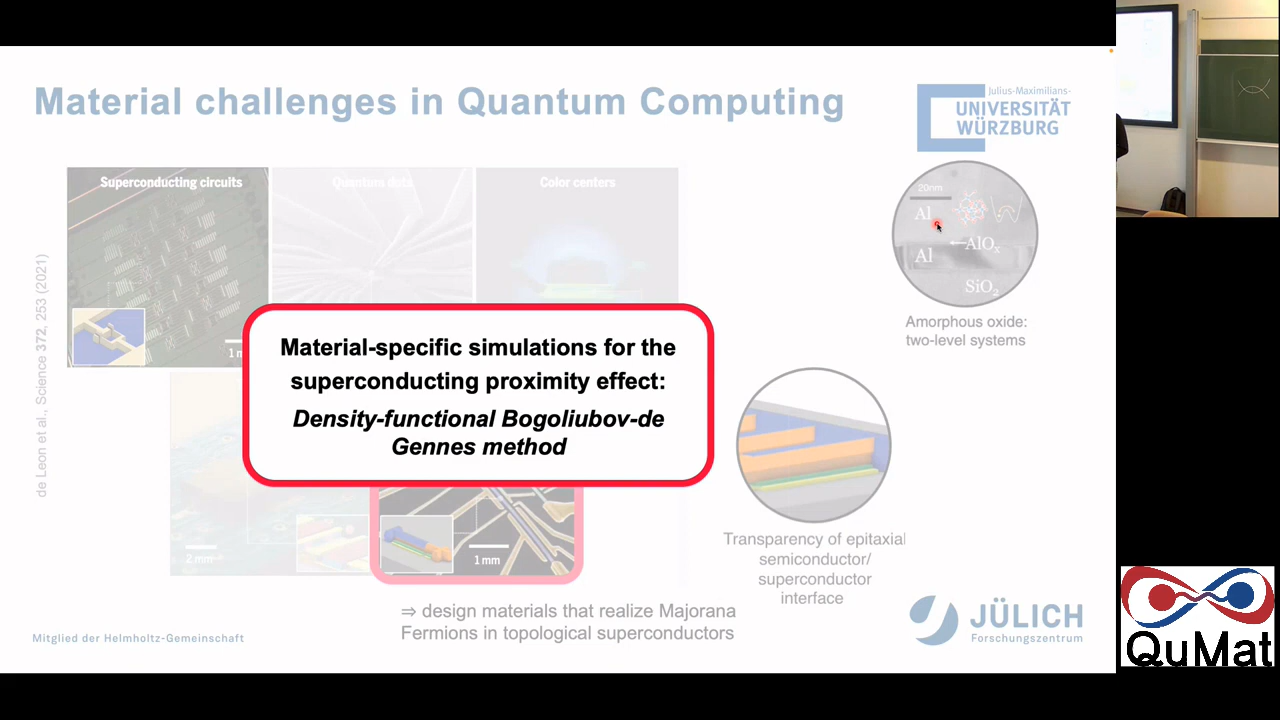 Material challenges in Quantum Computing
Julius-Maximilians-
UNIVERSITÄT
WÜRZBURG
Superconducting circuits
Quantum dots
Color centers
de Leon et al., Science 372, 253 (2021)
1 m
20nm
Al
←AlOₓ
Al
SiO₂
Amorphous oxide:
two-level systems
Material-specific simulations for the
superconducting proximity effect:
Density-functional Bogoliubov-de
Gennes method
2 mm
1 mm
Transparency of epitaxial
semiconductor/
superconductor
interface
⇒ design materials that realize Majorana
Fermions in topological superconductors
Mitglied der Helmholtz-Gemeinschaft
JÜLICH
Forschungszentrum
QuMat